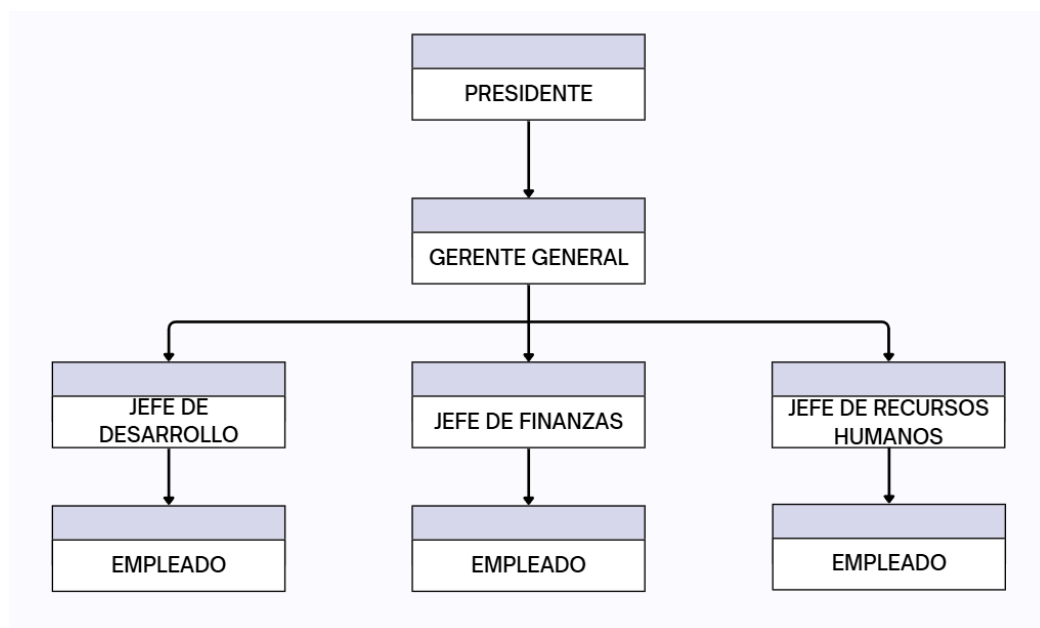 PRESIDENTE
GERENTE GENERAL
JEFE DE
DESARROLLO
JEFE DE FINANZAS
JEFE DE RECURSOS
HUMANOS
EMPLEADO
EMPLEADO
EMPLEADO